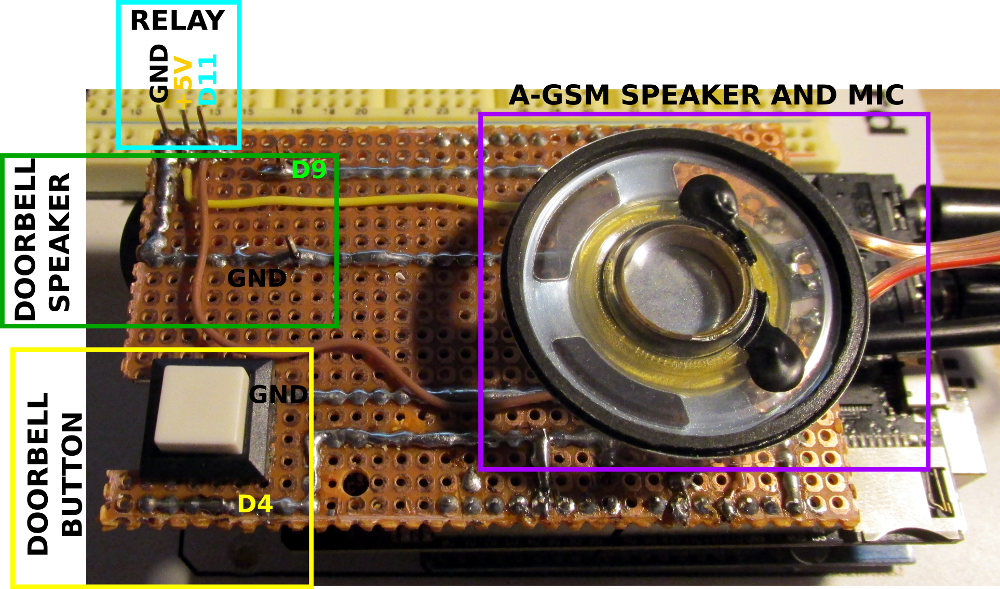 RELAY
GND
+5V
D11
A-GSM SPEAKER AND MIC
DOORBELL
SPEAKER
D9
GND
DOORBELL
BUTTON
GND
D4